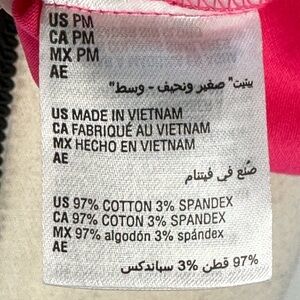 US PM
CA PM
MX PM
AE
بيتيت" صغير ونحيف - وسط"
US MADE IN VIETNAM
CA FABRIQUÉ AU VIETNAM
MX HECHO EN VIETNAM
AE
صُنع في فيتنام
US 97% COTTON 3% SPANDEX
CA 97% COTON 3% SPANDEX
MX 97% algodón 3% spándex
AE
97% قطن 3% سباندكس